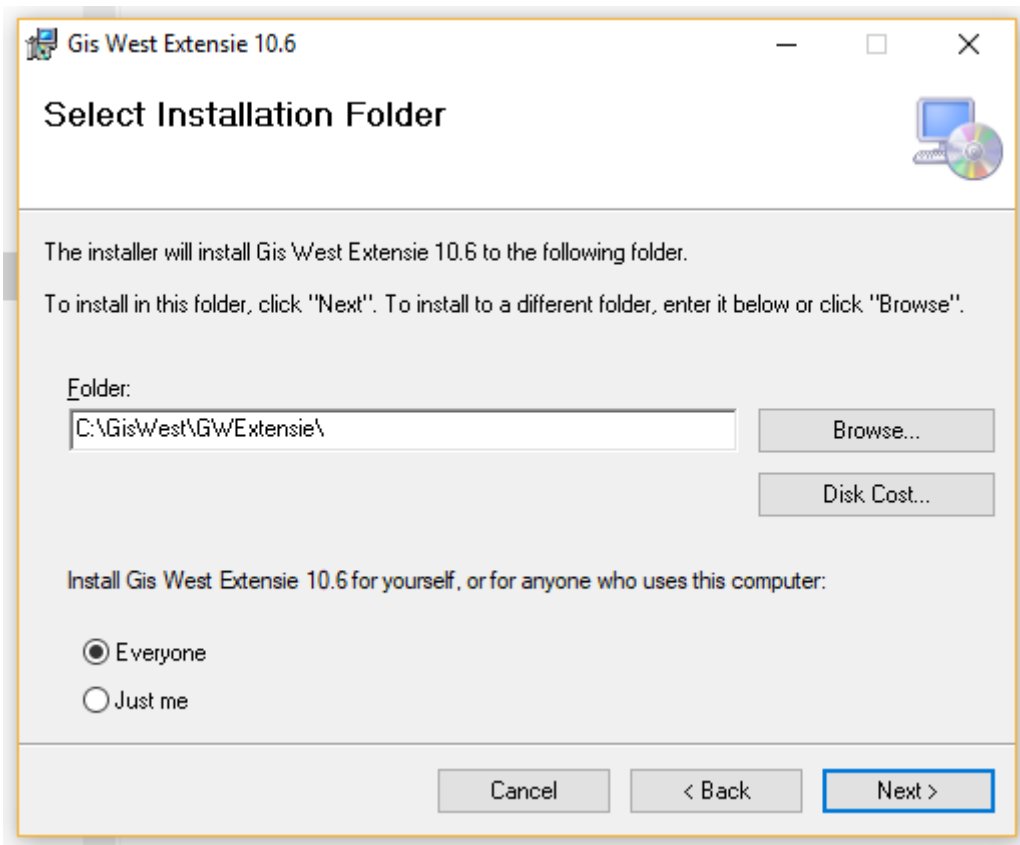 Gis West Extensie 10.6
Select Installation Folder
The installer will install Gis West Extensie 10.6 to the following folder.
To install in this folder, click "Next". To install to a different folder, enter it below or click "Browse".
Folder:
C:\GisWest\GWExtensie\
Browse...
Disk Cost...
Install Gis West Extensie 10.6 for yourself, or for anyone who uses this computer:
Everyone
Just me
Cancel
< Back
Next >